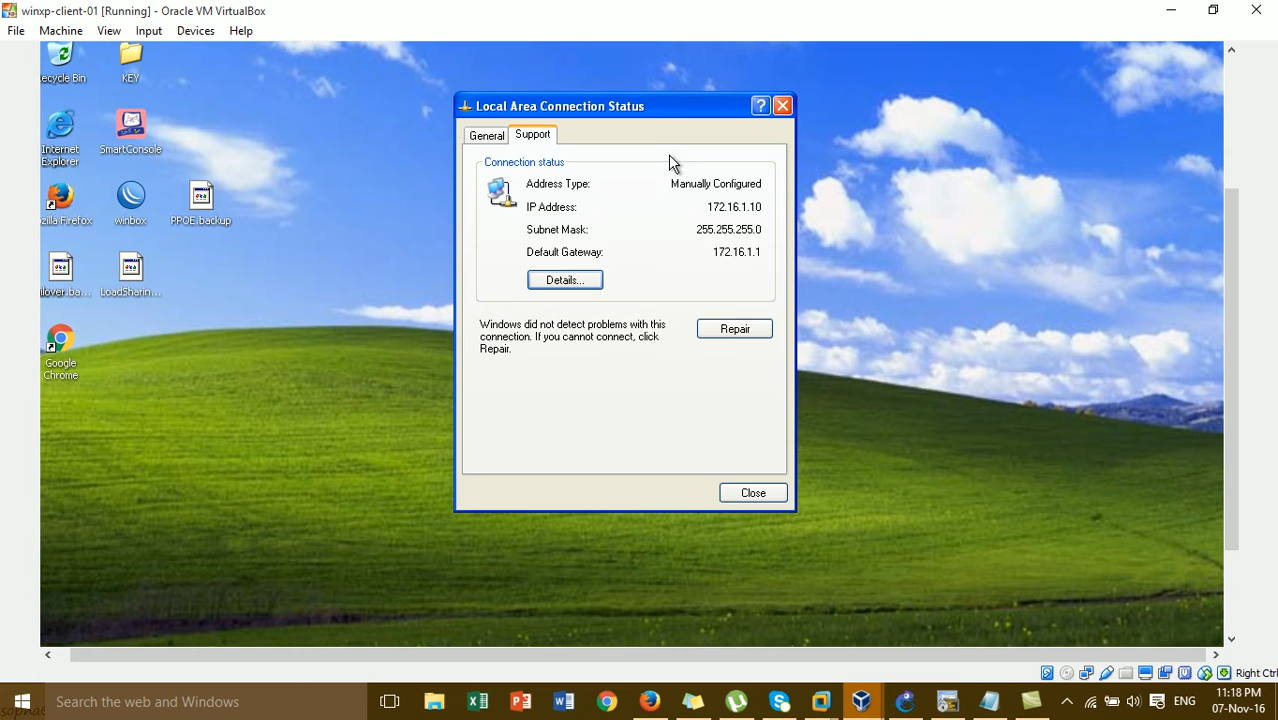 winxp-client-01 [Running] - Oracle VM VirtualBox
File Machine View Input Devices Help
ecycle Bin
KEY
Internet Explorer
SmartConsole
zilla Firefox
winbox
PPOE.backup
ilover.ba...
LoadSharin...
Google Chrome
Local Area Connection Status
General
Support
Connection status
Address Type: Manually Configured
IP Address: 172.16.1.10
Subnet Mask: 255.255.255.0
Default Gateway: 172.16.1.1
Details...
Windows did not detect problems with this
connection. If you cannot connect, click
Repair.
Repair
Close
Right Ctrl
Search the web and Windows
ENG
11:18 PM
07-Nov-16